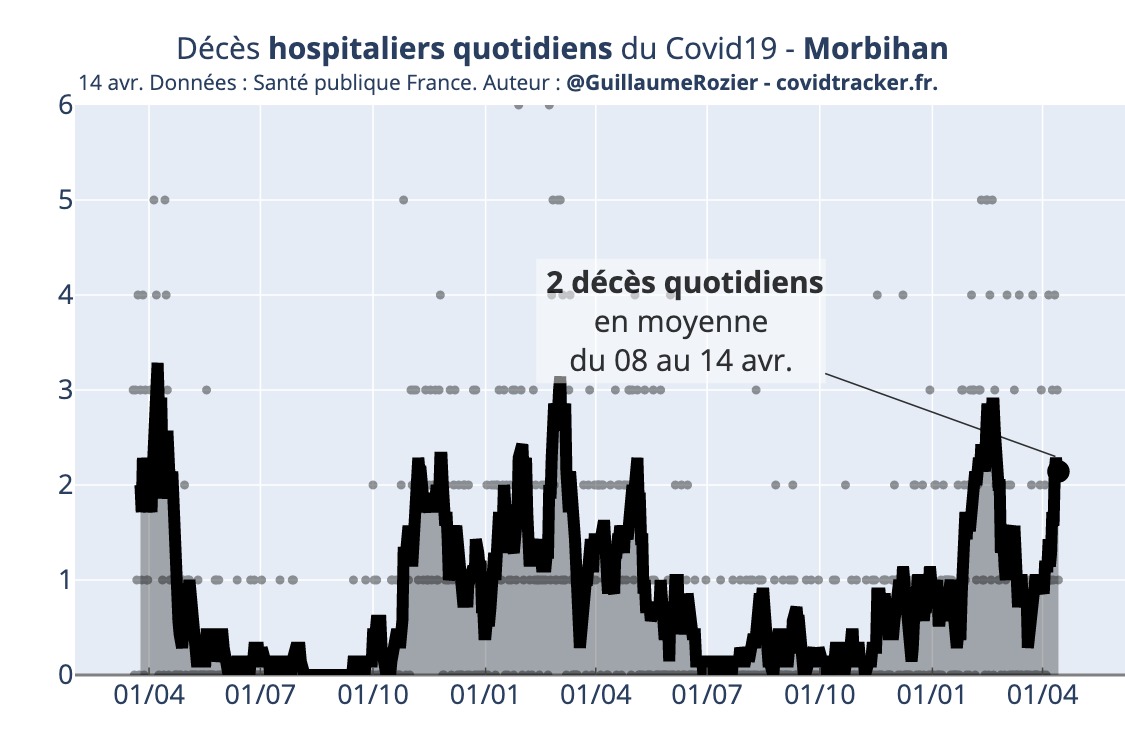 Décès hospitaliers quotidiens du Covid19 - Morbihan
14 avr. Données : Santé publique France. Auteur : @GuillaumeRozier - covidtracker.fr.
6
5
4
3
2
1
0
2 décès quotidiens
en moyenne
du 08 au 14 avr.
01/04 01/07 01/10 01/01 01/04 01/07 01/10 01/01 01/04